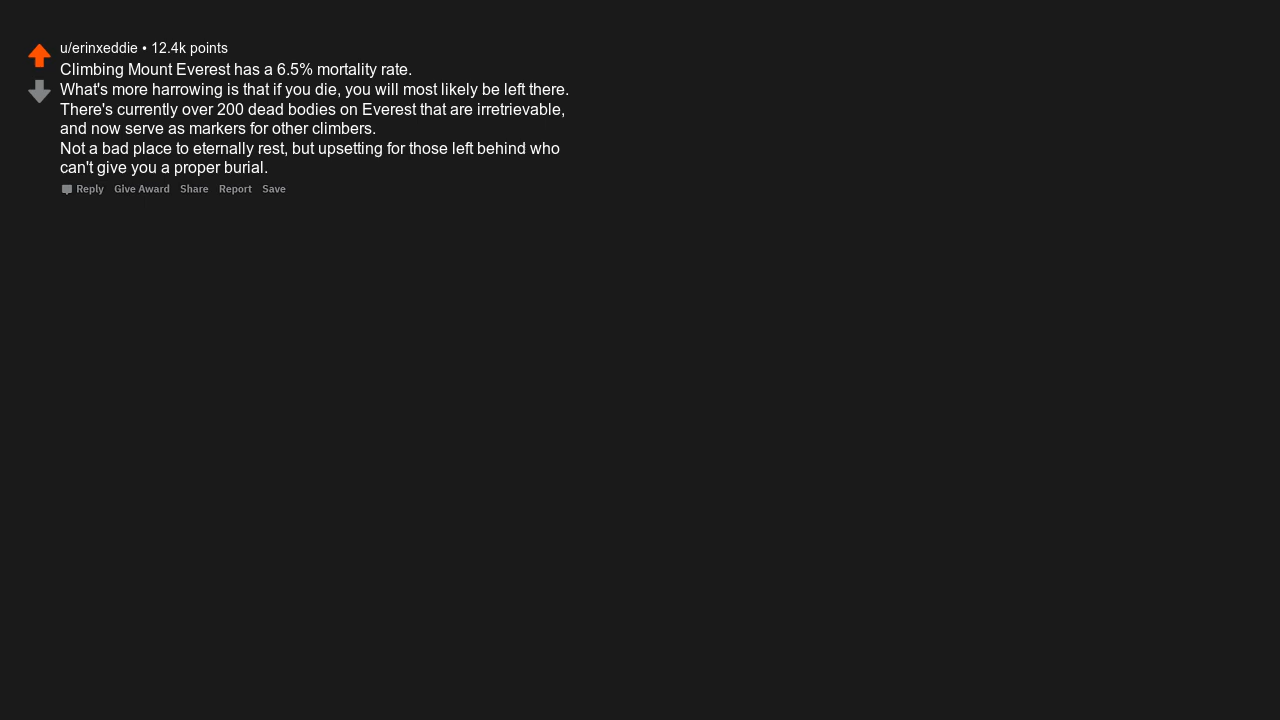 u/erinxeddie • 12.4k points
Climbing Mount Everest has a 6.5% mortality rate.
What's more harrowing is that if you die, you will most likely be left there.
There's currently over 200 dead bodies on Everest that are irretrievable,
and now serve as markers for other climbers.
Not a bad place to eternally rest, but upsetting for those left behind who
can't give you a proper burial.
Reply Give Award Share Report Save